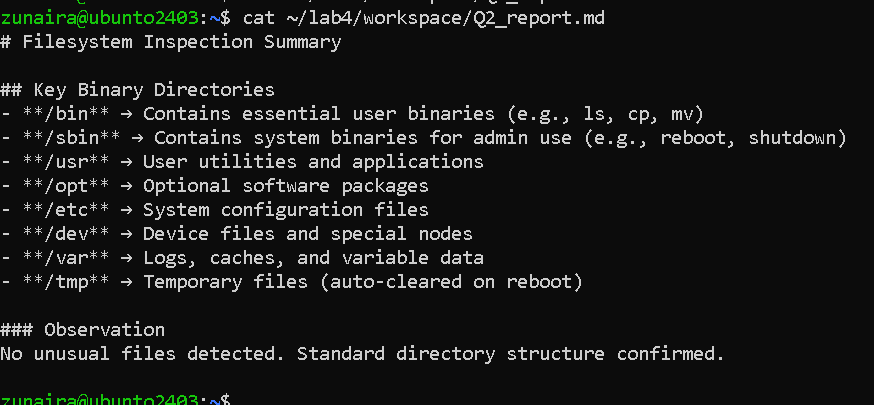 zunaira@ubunto2403:~$ cat ~/lab4/workspace/Q2_report.md
# Filesystem Inspection Summary
## Key Binary Directories
- **/bin** → Contains essential user binaries (e.g., ls, cp, mv)
- **/sbin** → Contains system binaries for admin use (e.g., reboot, shutdown)
- **/usr** → User utilities and applications
- **/opt** → Optional software packages
- **/etc** → System configuration files
- **/dev** → Device files and special nodes
- **/var** → Logs, caches, and variable data
- **/tmp** → Temporary files (auto-cleared on reboot)
### Observation
No unusual files detected. Standard directory structure confirmed.
zunaira@ubunto2403:~$